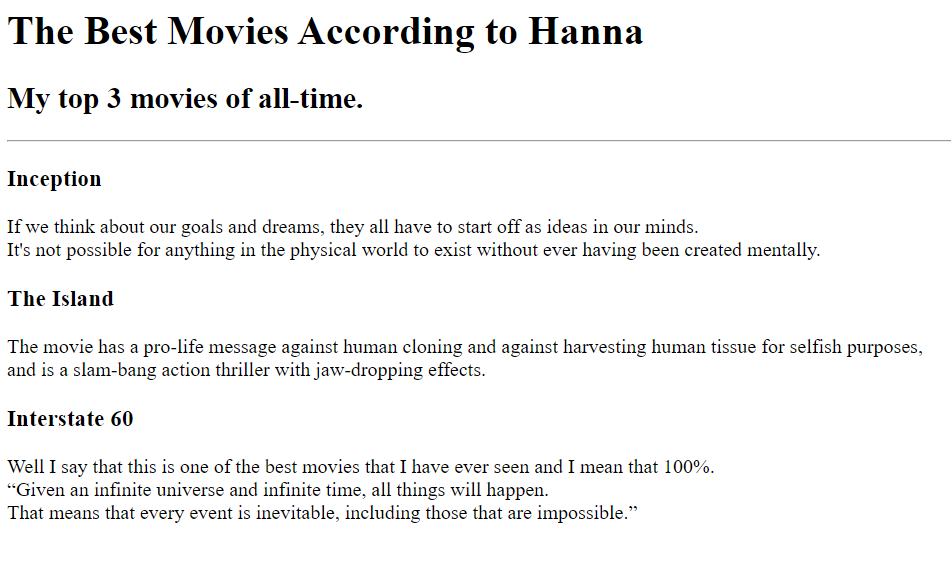 The Best Movies According to Hanna
My top 3 movies of all-time.
Inception
If we think about our goals and dreams, they all have to start off as ideas in our minds.
It's not possible for anything in the physical world to exist without ever having been created mentally.
The Island
The movie has a pro-life message against human cloning and against harvesting human tissue for selfish purposes,
and is a slam-bang action thriller with jaw-dropping effects.
Interstate 60
Well I say that this is one of the best movies that I have ever seen and I mean that 100%.
“Given an infinite universe and infinite time, all things will happen.
That means that every event is inevitable, including those that are impossible.”